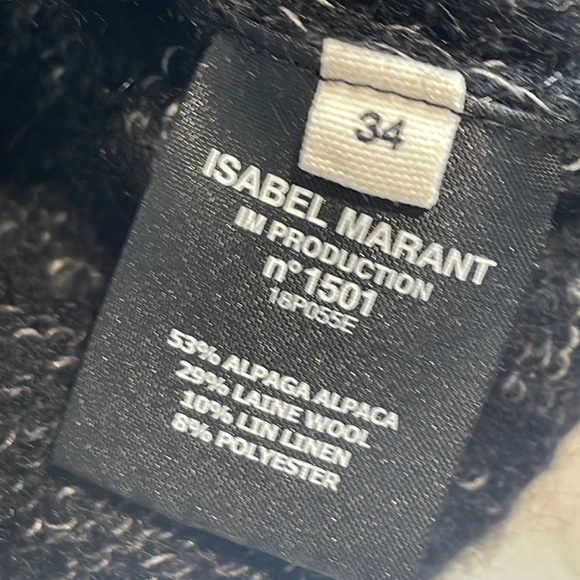 34
ISABEL MARANT
IM PRODUCTION
n°1501
18P055E
53% ALPAGA ALPACA
29% LAINE WOOL
10% LIN LINEN
8% POLYESTER